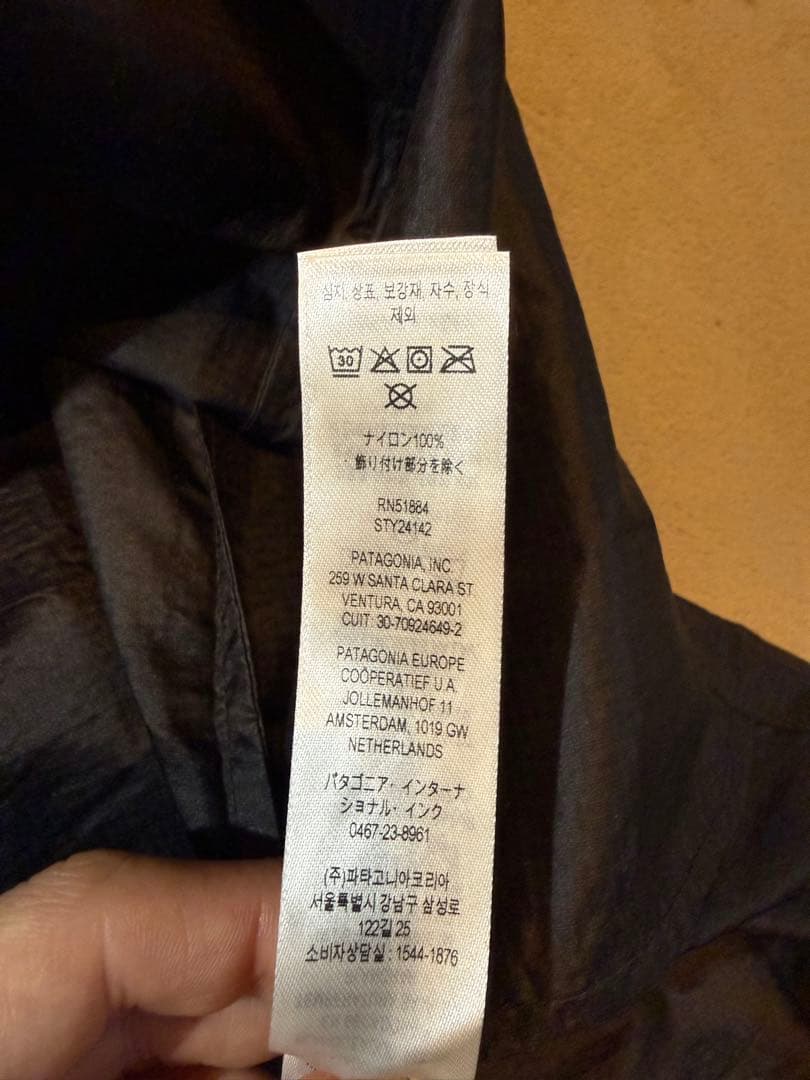 심지, 상표, 보강재, 자수, 장식
제외
30
ナイロン100%
・飾り付け部分を除く
RN51884
STY24142
PATAGONIA, INC.
259 W SANTA CLARA ST
VENTURA, CA 93001
CUIT 30-70924649-2
PATAGONIA EUROPE
COÖPERATIEF U.A.
JOLLEMANHOF 11
AMSTERDAM, 1019 GW
NETHERLANDS
パタゴニア・インターナ
ショナル・インク
0467-23-8961
(주)파타고니아코리아
서울특별시 강남구 삼성로
122길 25
소비자상담실 : 1544-1876